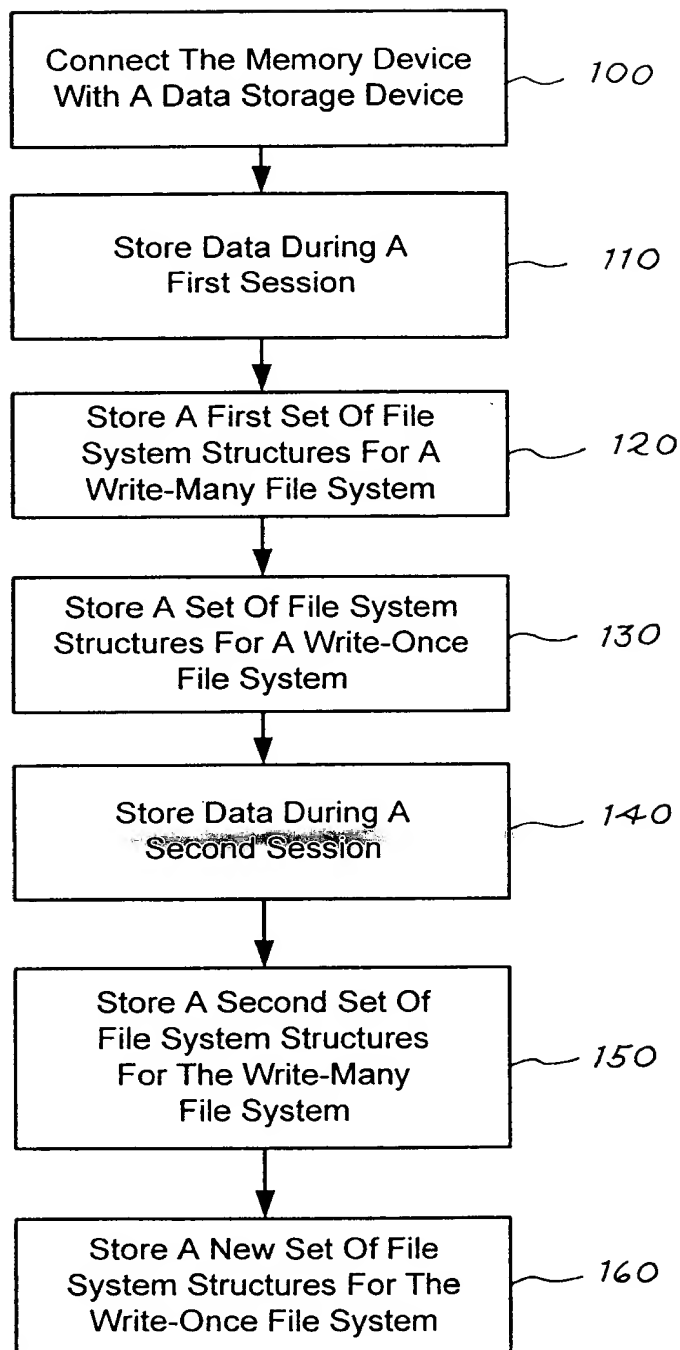 Connect The Memory Device
With A Data Storage Device
100
Store Data During A
First Session
110
Store A First Set Of File
System Structures For A
Write-Many File System
120
Store A Set Of File System
Structures For A Write-Once
File System
130
Store Data During A
Second Session
140
Store A Second Set Of
File System Structures
For The Write-Many
File System
150
Store A New Set Of File
System Structures For The
Write-Once File System
160